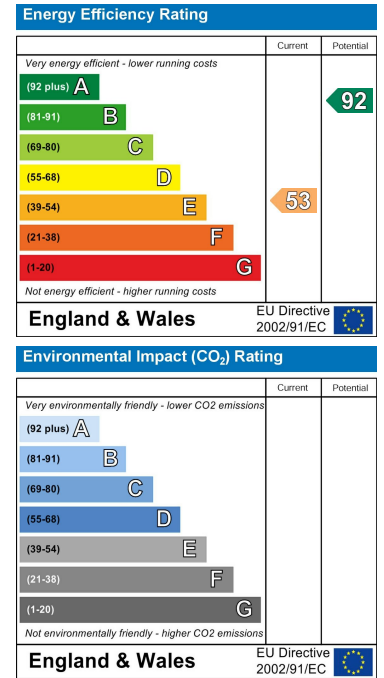 Energy Efficiency Rating
Current Potential
Very energy efficient - lower running costs
(92 plus) A
92
(81-91) B
(69-80) C
(55-68) D
(39-54) E
53
(21-38) F
(1-20) G
Not energy efficient - higher running costs
England & Wales
EU Directive
2002/91/EC
Environmental Impact (CO₂) Rating
Current Potential
Very environmentally friendly - lower CO2 emissions
(92 plus) A
(81-91) B
(69-80) C
(55-68) D
(39-54) E
(21-38) F
(1-20) G
Not environmentally friendly - higher CO2 emissions
England & Wales
EU Directive
2002/91/EC